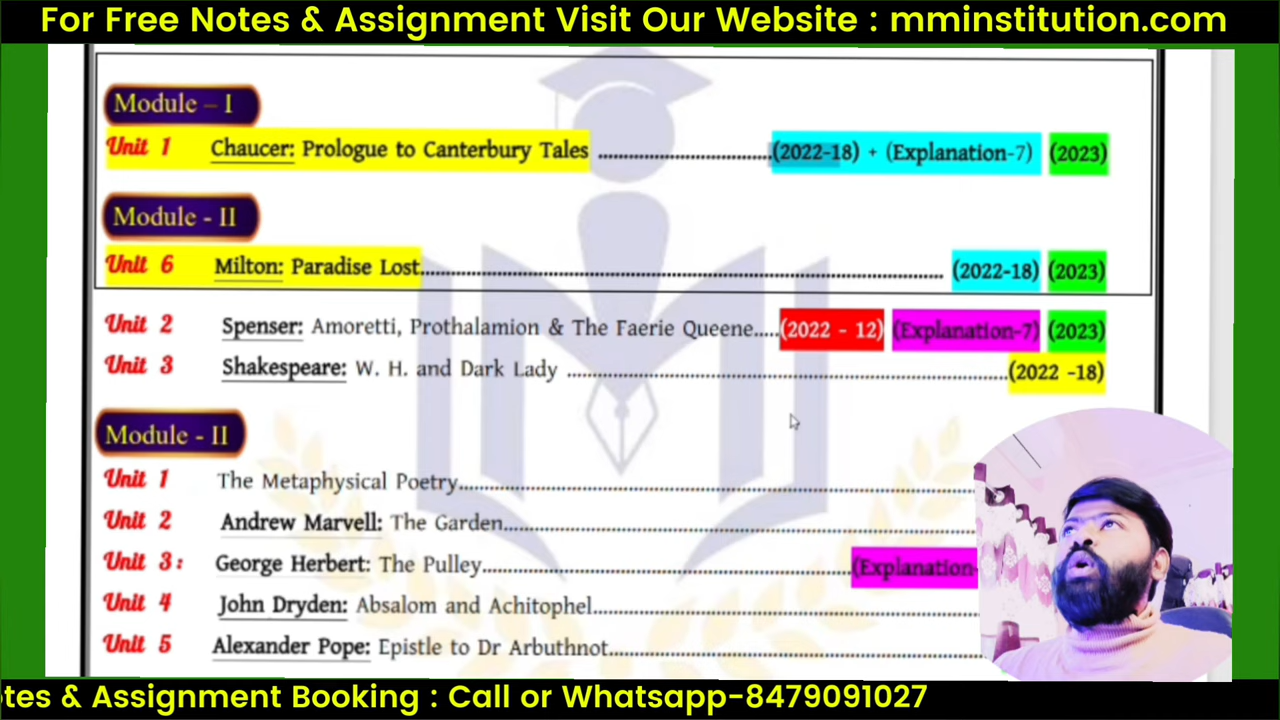 For Free Notes & Assignment Visit Our Website : mminstitution.com
Module – I
Unit 1 Chaucer: Prologue to Canterbury Tales ................................(2022-18) + (Explanation-7) (2023)
Module - II
Unit 6 Milton: Paradise Lost................................................................ (2022-18) (2023)
Unit 2 Spenser: Amoretti, Prothalamion & The Faerie Queene.....(2022 - 12) (Explanation-7) (2023)
Unit 3 Shakespeare: W. H. and Dark Lady ................................................................(2022 -18)
Module - II
Unit 1 The Metaphysical Poetry................................................................
Unit 2 Andrew Marvell: The Garden................................................................
Unit 3: George Herbert: The Pulley................................................................(Explanation-
Unit 4 John Dryden: Absalom and Achitophel................................................................
Unit 5 Alexander Pope: Epistle to Dr Arbuthnot................................................................
tes & Assignment Booking : Call or Whatsapp-8479091027